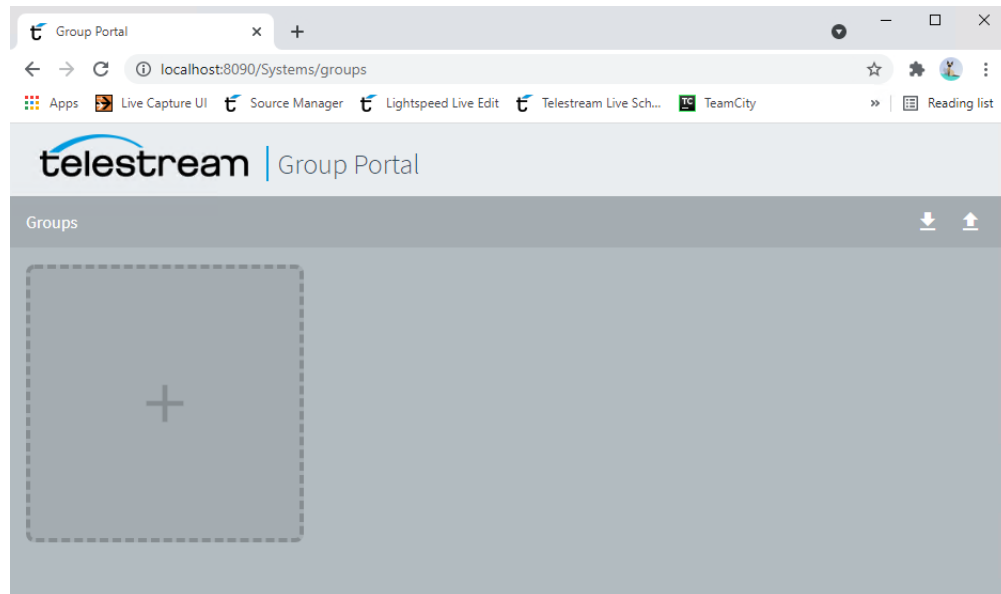 Group Portal
localhost:8090/Systems/groups
Apps Live Capture UI Source Manager Lightspeed Live Edit Telestream Live Sch... TC TeamCity » Reading list
telestream Group Portal
Groups